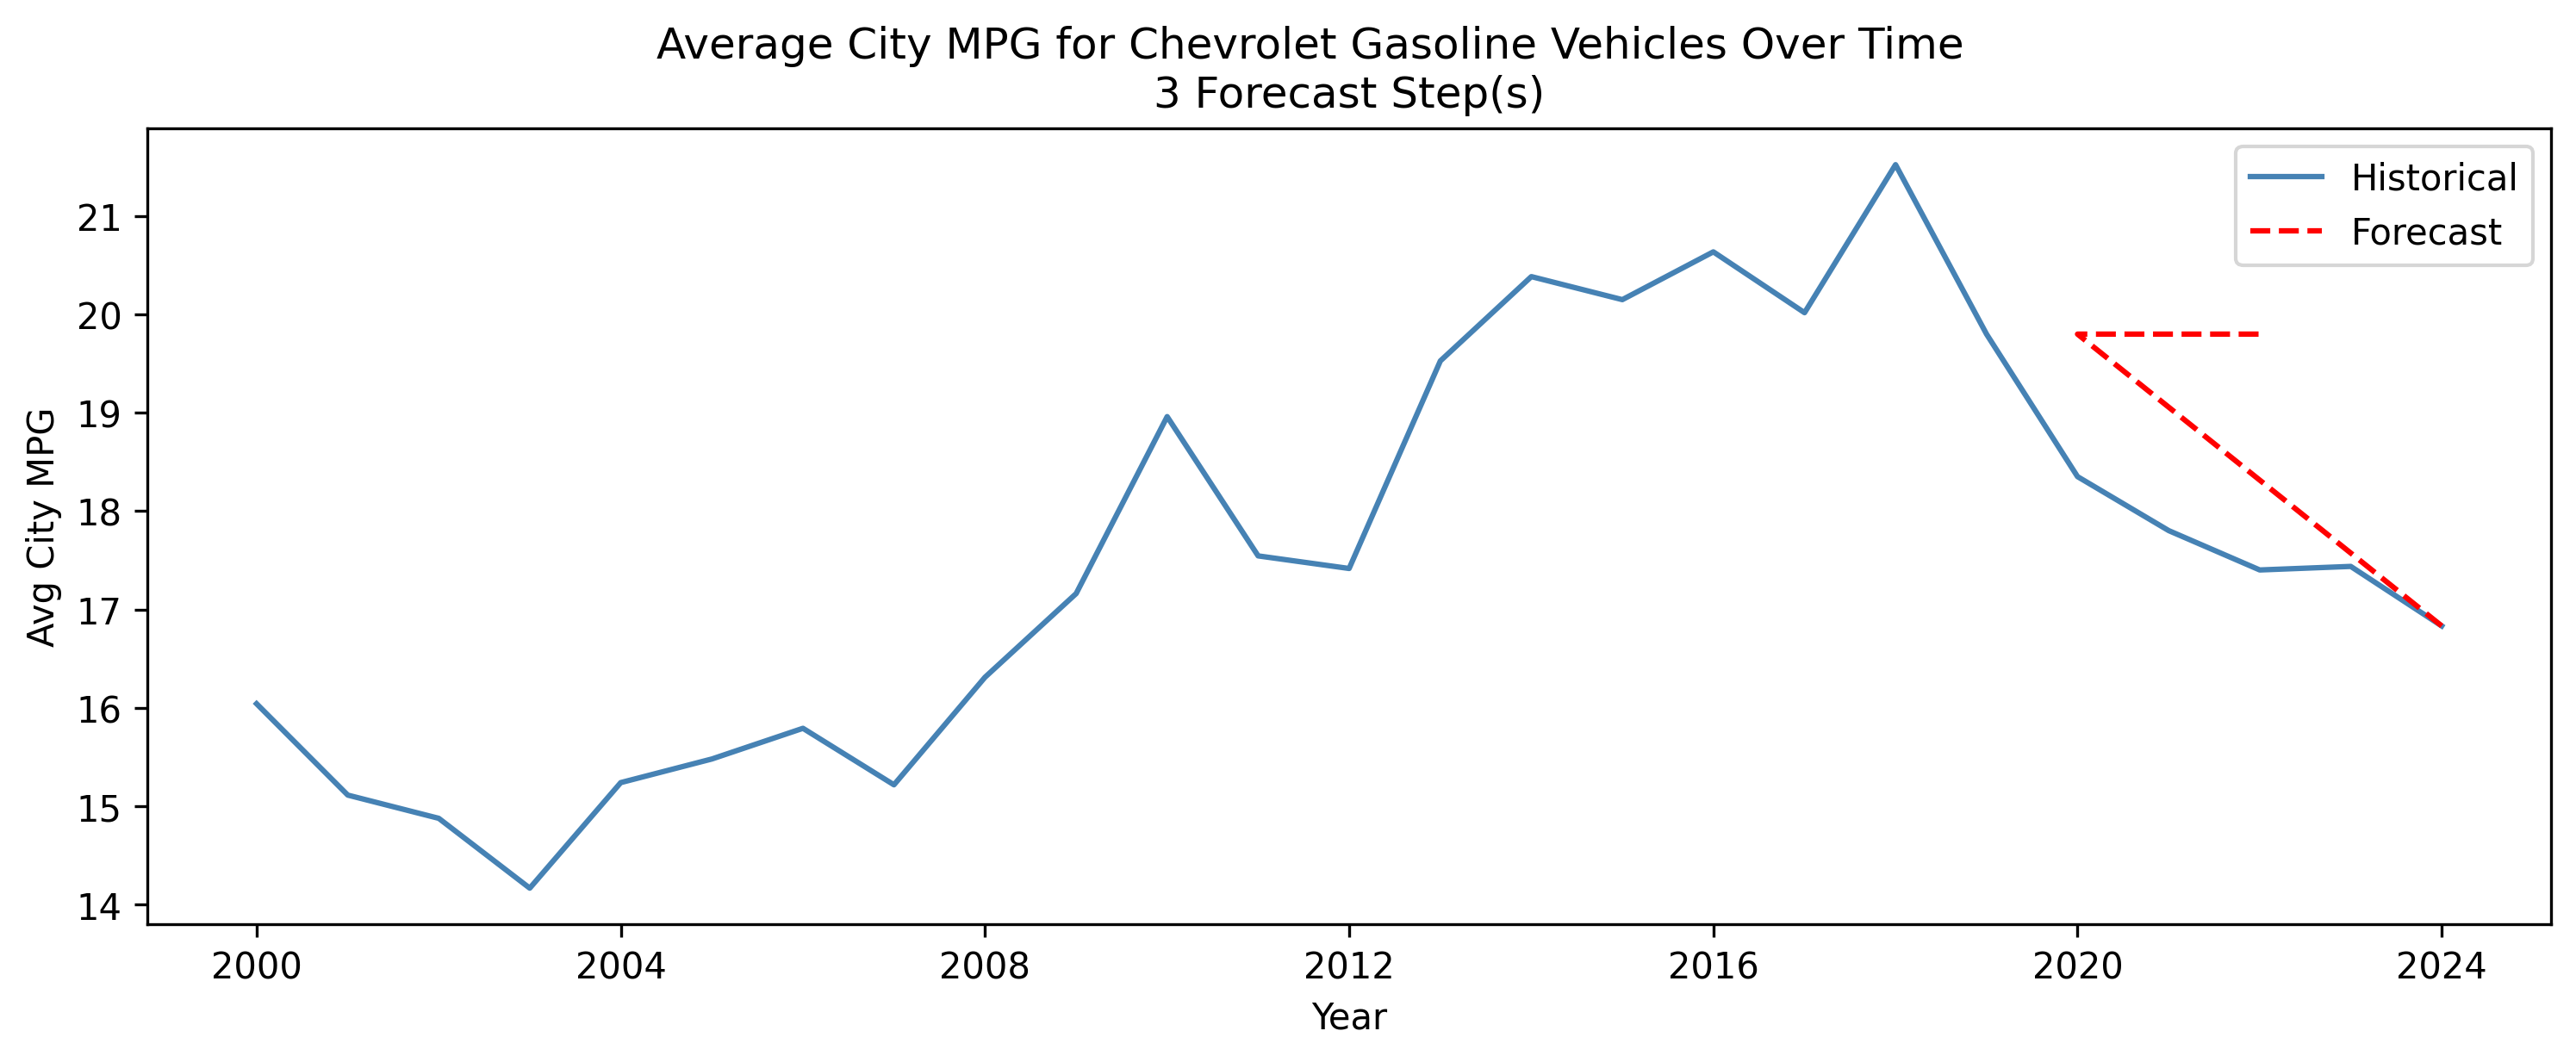 Average City MPG for Chevrolet Gasoline Vehicles Over Time
3 Forecast Step(s)
Historical
Forecast
21
20
19
18
17
16
15
14
Avg City MPG
2000
2004
2008
2012
2016
2020
2024
Year